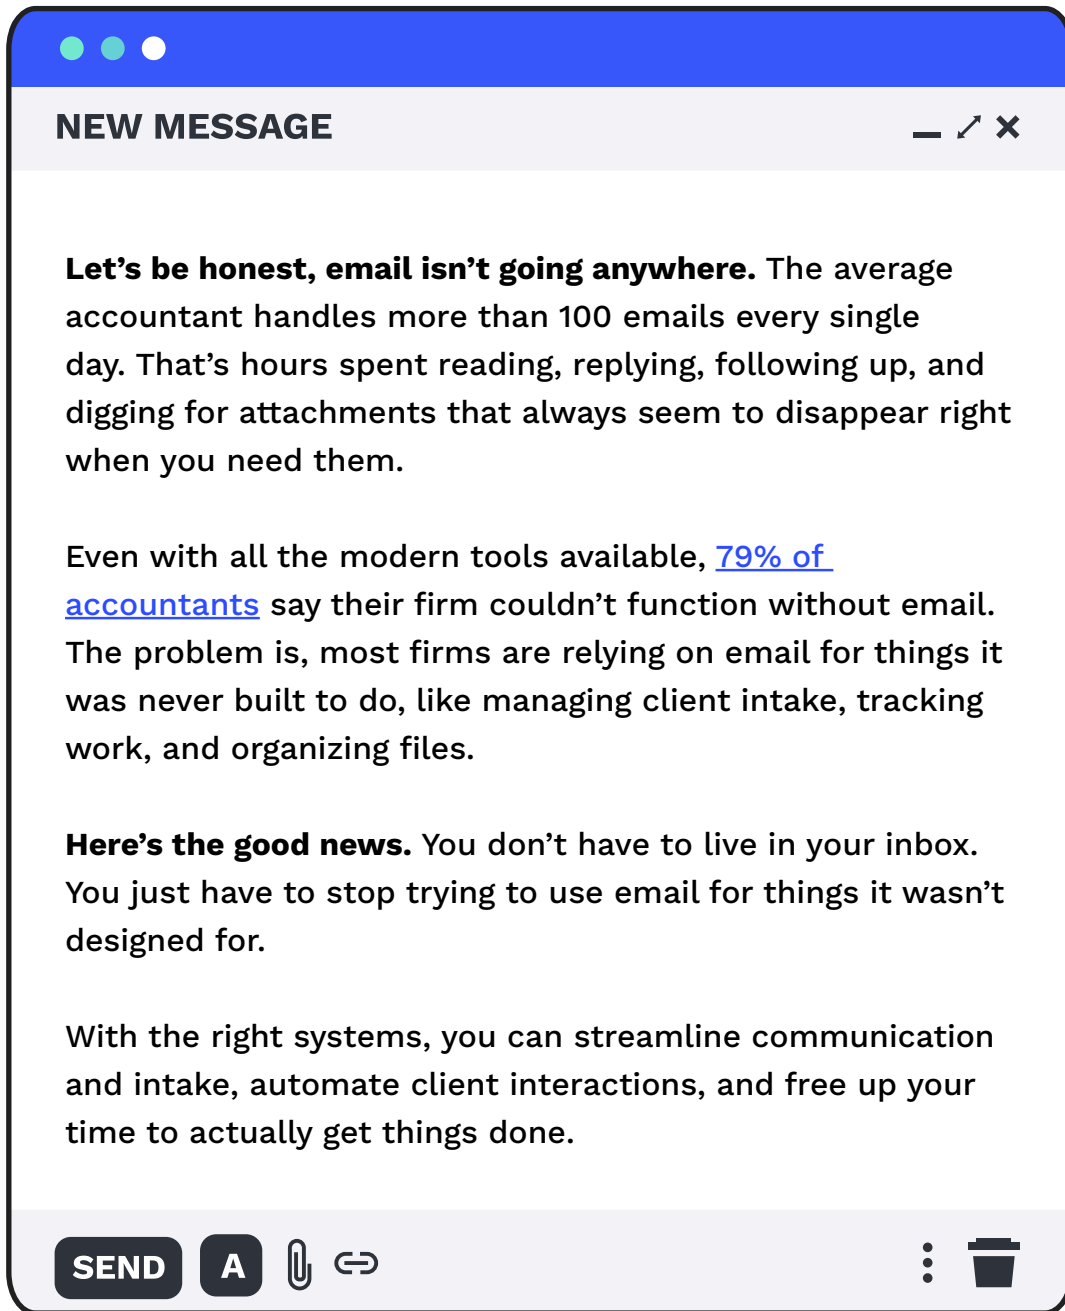 NEW MESSAGE
Let’s be honest, email isn’t going anywhere. The average
accountant handles more than 100 emails every single
day. That’s hours spent reading, replying, following up, and
digging for attachments that always seem to disappear right
when you need them.
Even with all the modern tools available, 79% of
accountants say their firm couldn’t function without email.
The problem is, most firms are relying on email for things it
was never built to do, like managing client intake, tracking
work, and organizing files.
Here’s the good news. You don’t have to live in your inbox.
You just have to stop trying to use email for things it wasn’t
designed for.
With the right systems, you can streamline communication
and intake, automate client interactions, and free up your
time to actually get things done.
SEND A